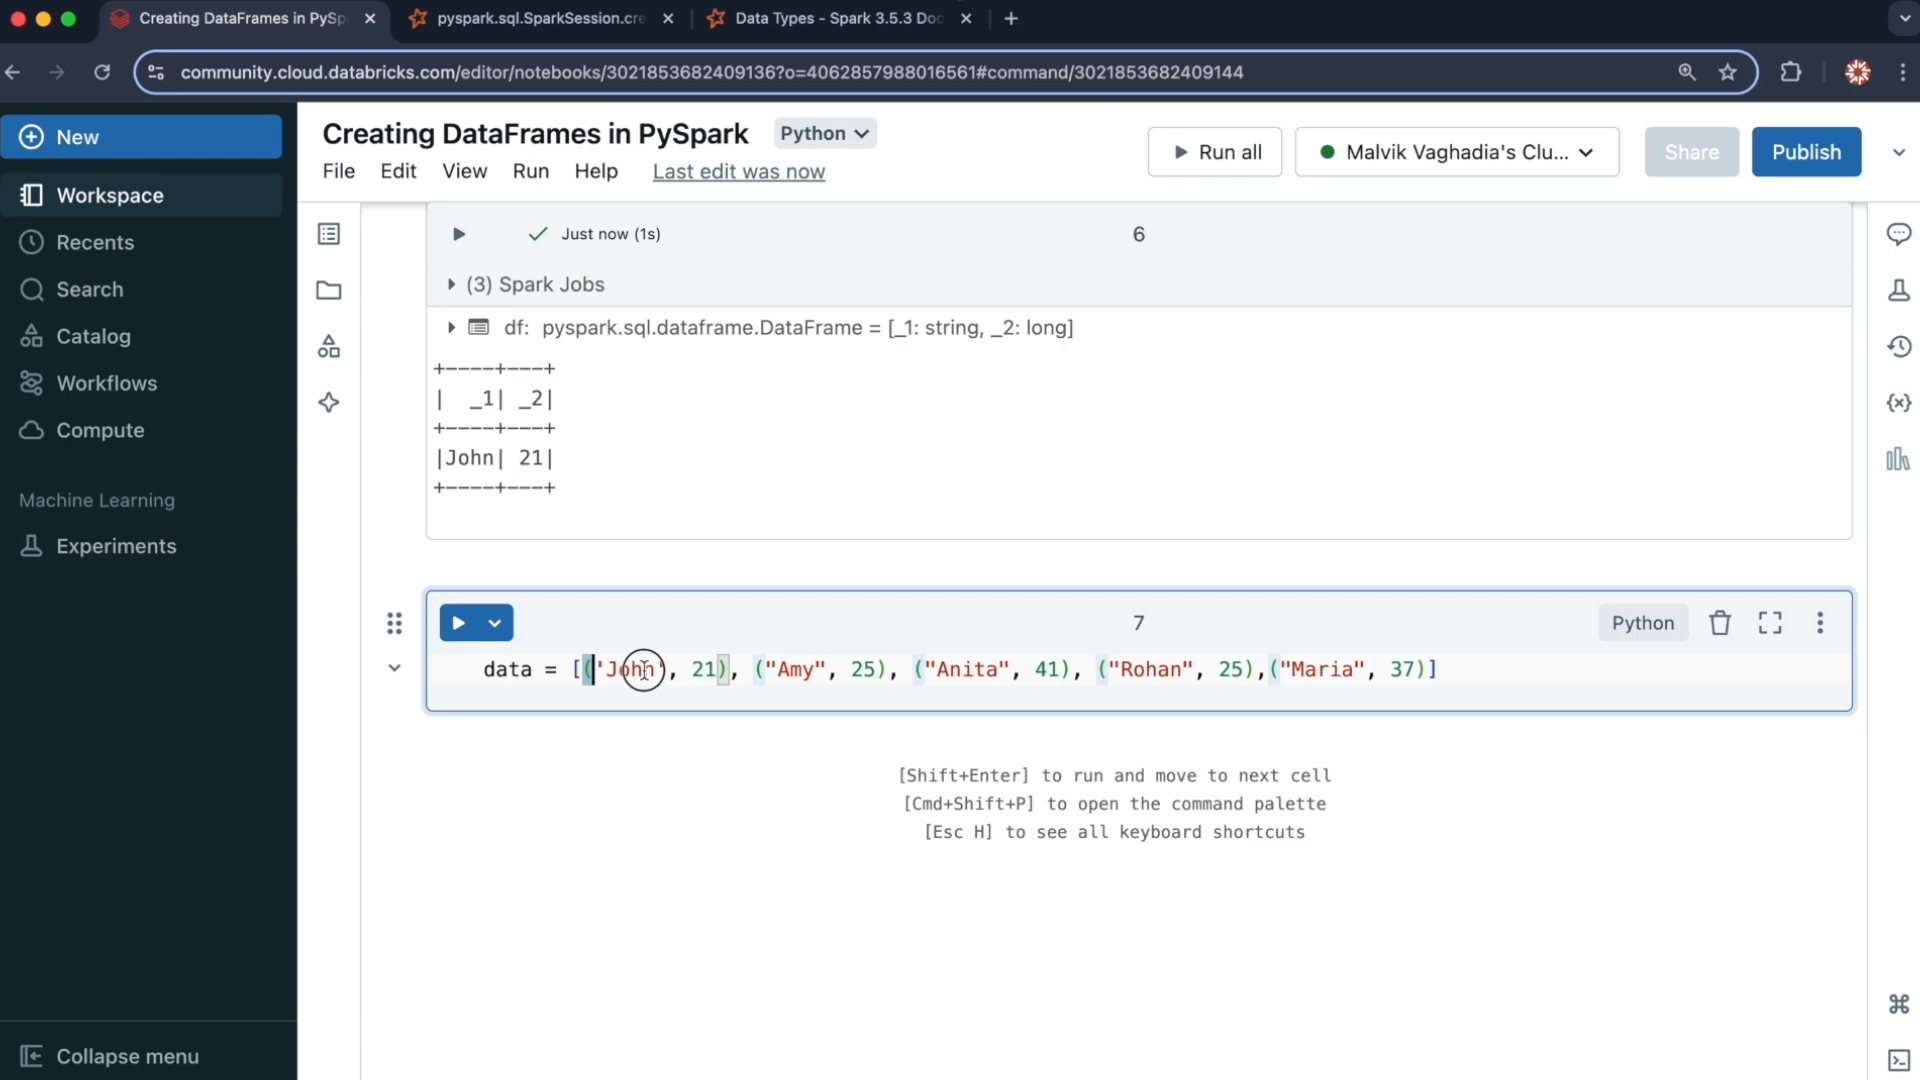 Creating DataFrames in PySp
pyspark.sql.SparkSession.cre
Data Types - Spark 3.5.3 Doc
community.cloud.databricks.com/editor/notebooks/3021853682409136?o=4062857988016561#command/3021853682409144
New
Workspace
Recents
Search
Catalog
Workflows
Compute
Machine Learning
Experiments
Collapse menu
Creating DataFrames in PySpark
Python
File Edit View Run Help Last edit was now
Run all
Malvik Vaghadia's Clu...
Share
Publish
Just now (1s)
6
(3) Spark Jobs
df: pyspark.sql.dataframe.DataFrame = [_1: string, _2: long]
+----+---+
|  _1| _2|
+----+---+
|John| 21|
+----+---+
7
Python
data = [('John', 21), ("Amy", 25), ("Anita", 41), ("Rohan", 25),("Maria", 37)]
[Shift+Enter] to run and move to next cell
[Cmd+Shift+P] to open the command palette
[Esc H] to see all keyboard shortcuts